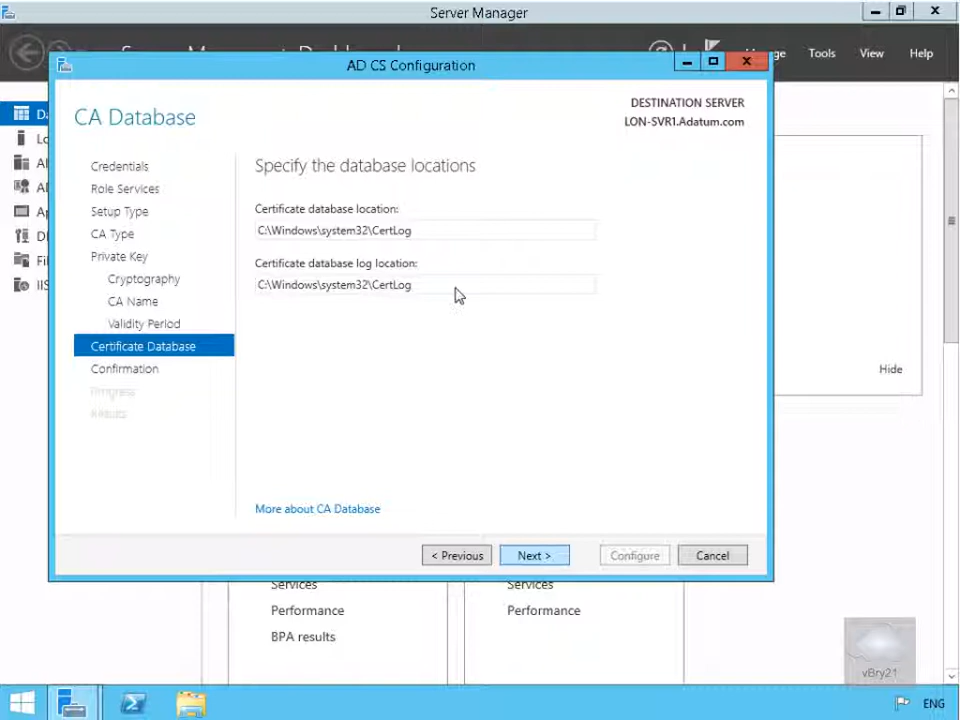 Server Manager
Manage Tools View Help
AD CS Configuration
CA Database
DESTINATION SERVER
LON-SVR1.Adatum.com
Credentials
Role Services
Setup Type
CA Type
Private Key
Cryptography
CA Name
Validity Period
Certificate Database
Confirmation
Progress
Results
Specify the database locations
Certificate database location:
C:\Windows\system32\CertLog
Certificate database log location:
C:\Windows\system32\CertLog
More about CA Database
< Previous
Next >
Configure
Cancel
Hide
Services
Performance
BPA results
Services
Performance
vBry21
ENG